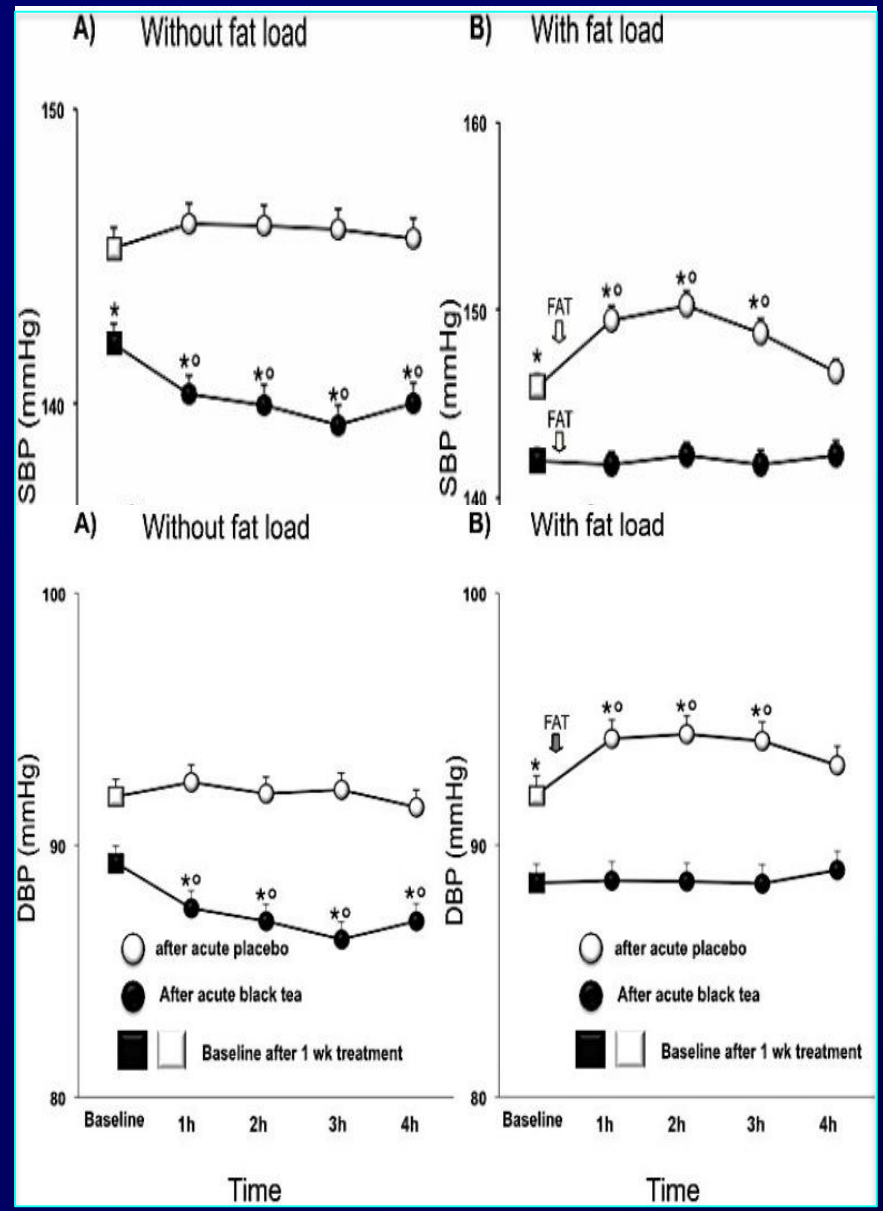 A) Without fat load
150
140
SBP (mmHg)
*
*o
*o
*o
*o
B) With fat load
160
150
140
SBP (mmHg)
FAT
FAT
*
*o
*o
*o
A) Without fat load
100
90
80
DBP (mmHg)
*o
*o
*o
*o
after acute placebo
After acute black tea
Baseline after 1 wk treatment
Baseline 1h 2h 3h 4h
Time
B) With fat load
100
90
80
DBP (mmHg)
FAT
*
*o
*o
*o
after acute placebo
After acute black tea
Baseline after 1 wk treatment
Baseline 1h 2h 3h 4h
Time